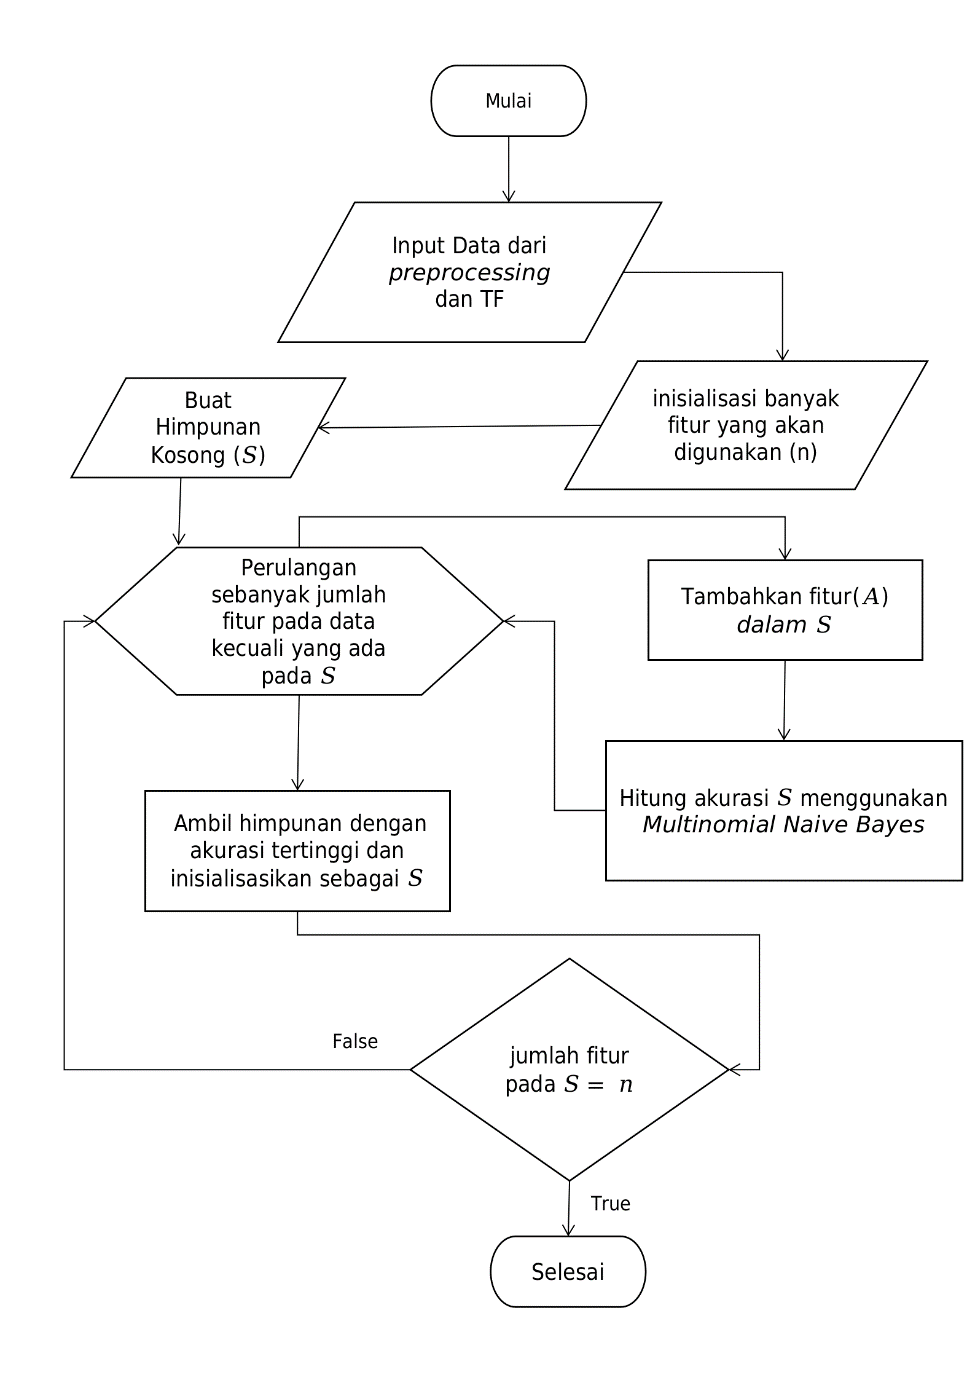 Mulai
Input Data dari
preprocessing
dan TF
inisialisasi banyak
fitur yang akan
digunakan (n)
Buat
Himpunan
Kosong (S)
Perulangan
sebanyak jumlah
fitur pada data
kecuali yang ada
pada S
Tambahkan fitur(A)
dalam S
Hitung akurasi S menggunakan
Multinomial Naive Bayes
Ambil himpunan dengan
akurasi tertinggi dan
inisialisasikan sebagai S
jumlah fitur
pada S = n
False
True
Selesai